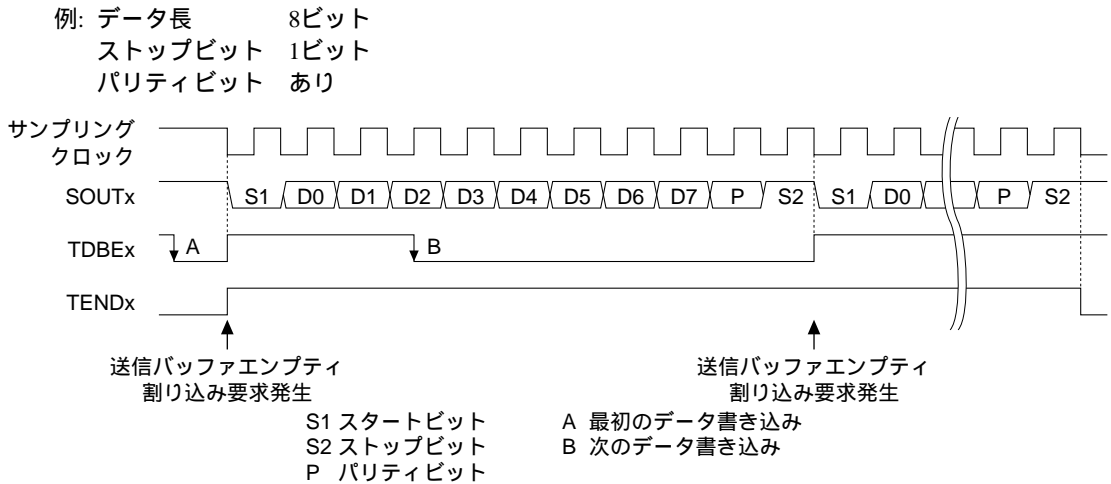 例: データ長 8ビット
ストップビット 1ビット
パリティビット あり
サンプリング
クロック
SOUTx S1 D0 D1 D2 D3 D4 D5 D6 D7 P S2 S1 D0 P S2
TDBEx A B
TENDx
送信バッファエンプティ 送信バッファエンプティ
割り込み要求発生 割り込み要求発生
S1 スタートビット A 最初のデータ書き込み
S2 ストップビット B 次のデータ書き込み
P パリティビット